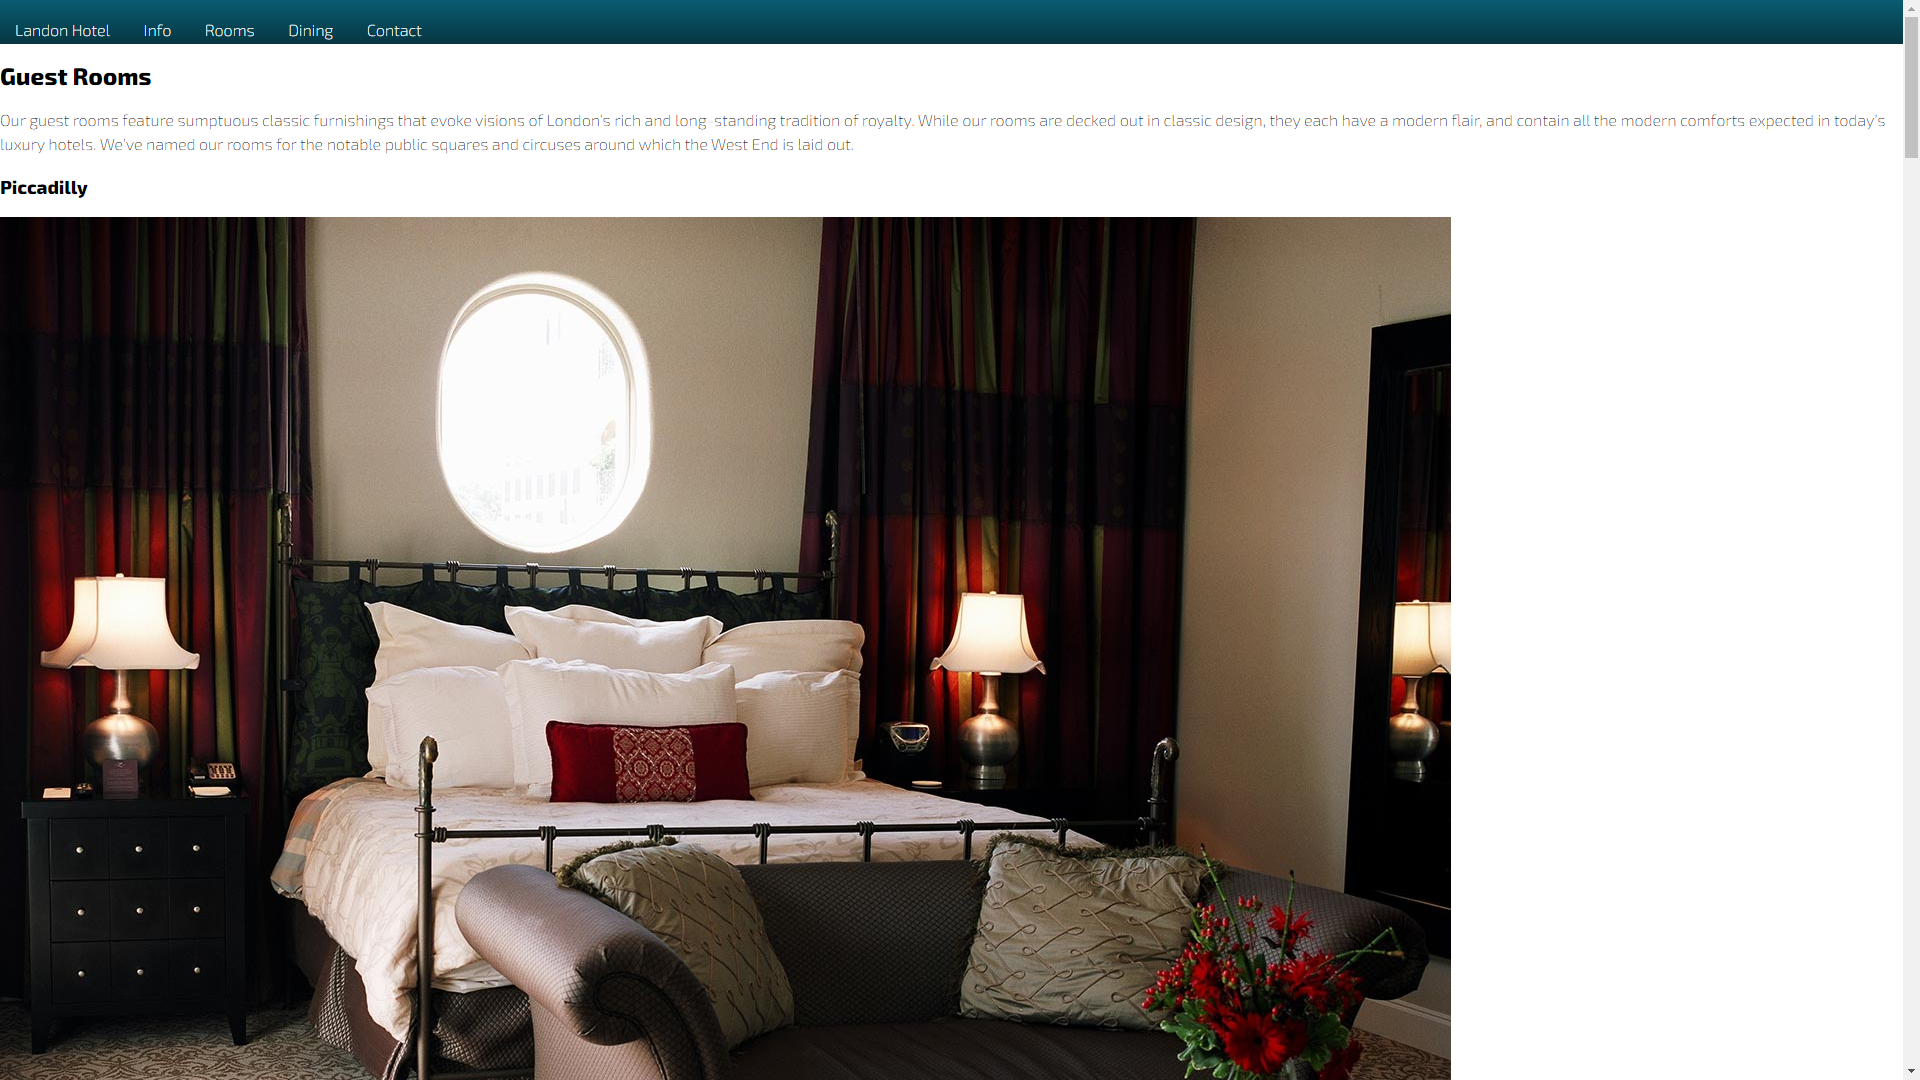 Landon Hotel Info Rooms Dining Contact
Guest Rooms
Our guest rooms feature sumptuous classic furnishings that evoke visions of London's rich and long-standing tradition of royalty. While our rooms are decked out in classic design, they each have a modern flair, and contain all the modern comforts expected in today's
luxury hotels. We've named our rooms for the notable public squares and circuses around which the West End is laid out.
Piccadilly